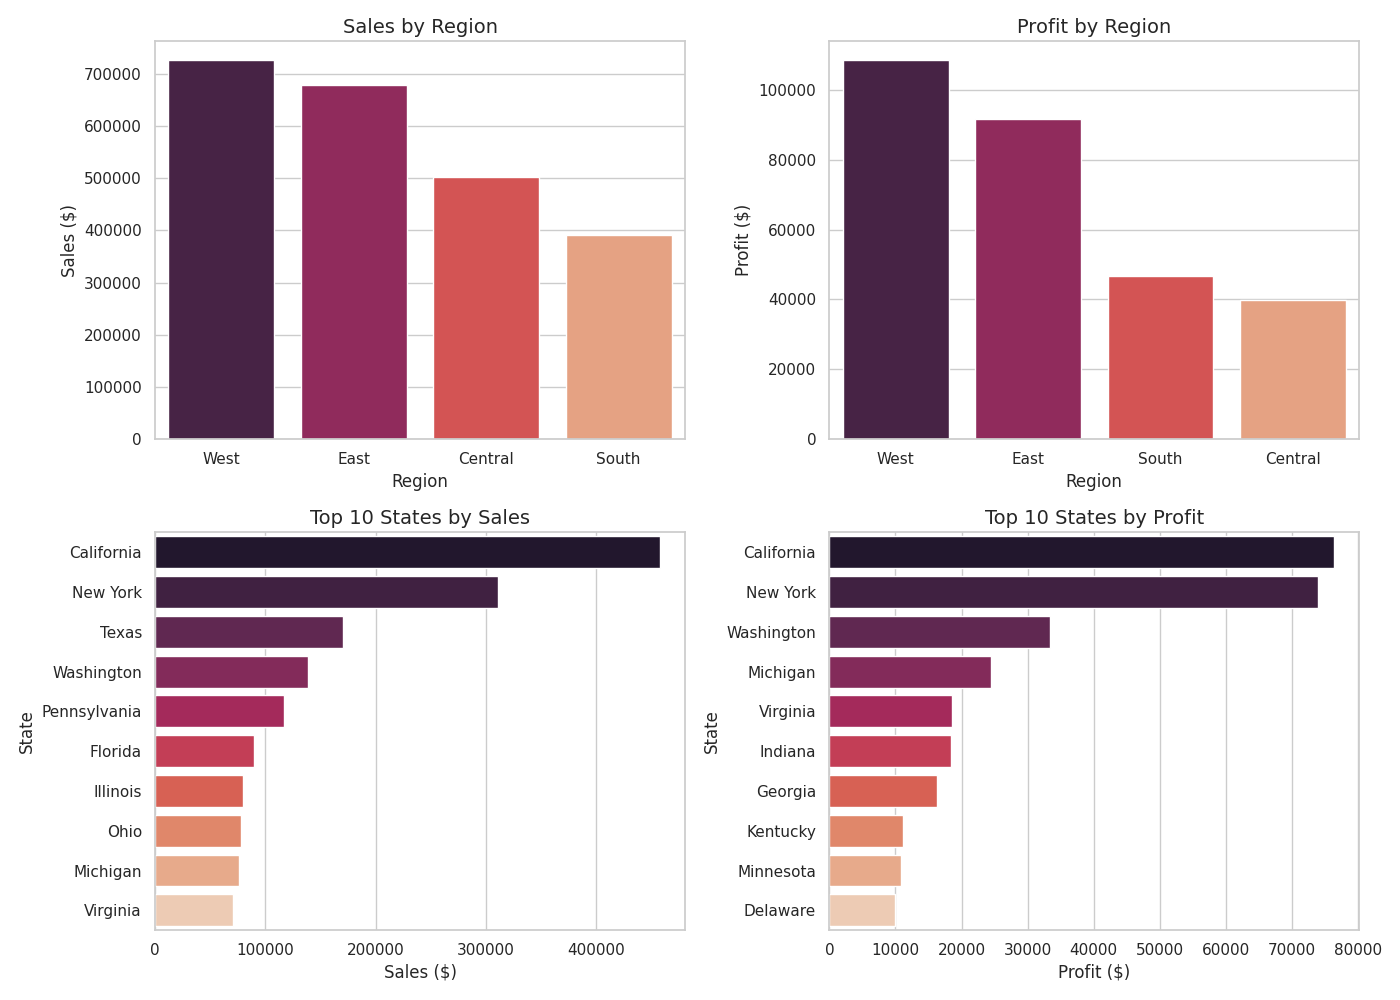 Sales by Region
Sales ($)
700000
600000
500000
400000
300000
200000
100000
0
West East Central South
Region
Profit by Region
Profit ($)
100000
80000
60000
40000
20000
0
West East South Central
Region
Top 10 States by Sales
State
California
New York
Texas
Washington
Pennsylvania
Florida
Illinois
Ohio
Michigan
Virginia
0 100000 200000 300000 400000
Sales ($)
Top 10 States by Profit
State
California
New York
Washington
Michigan
Virginia
Indiana
Georgia
Kentucky
Minnesota
Delaware
0 10000 20000 30000 40000 50000 60000 70000 80000
Profit ($)